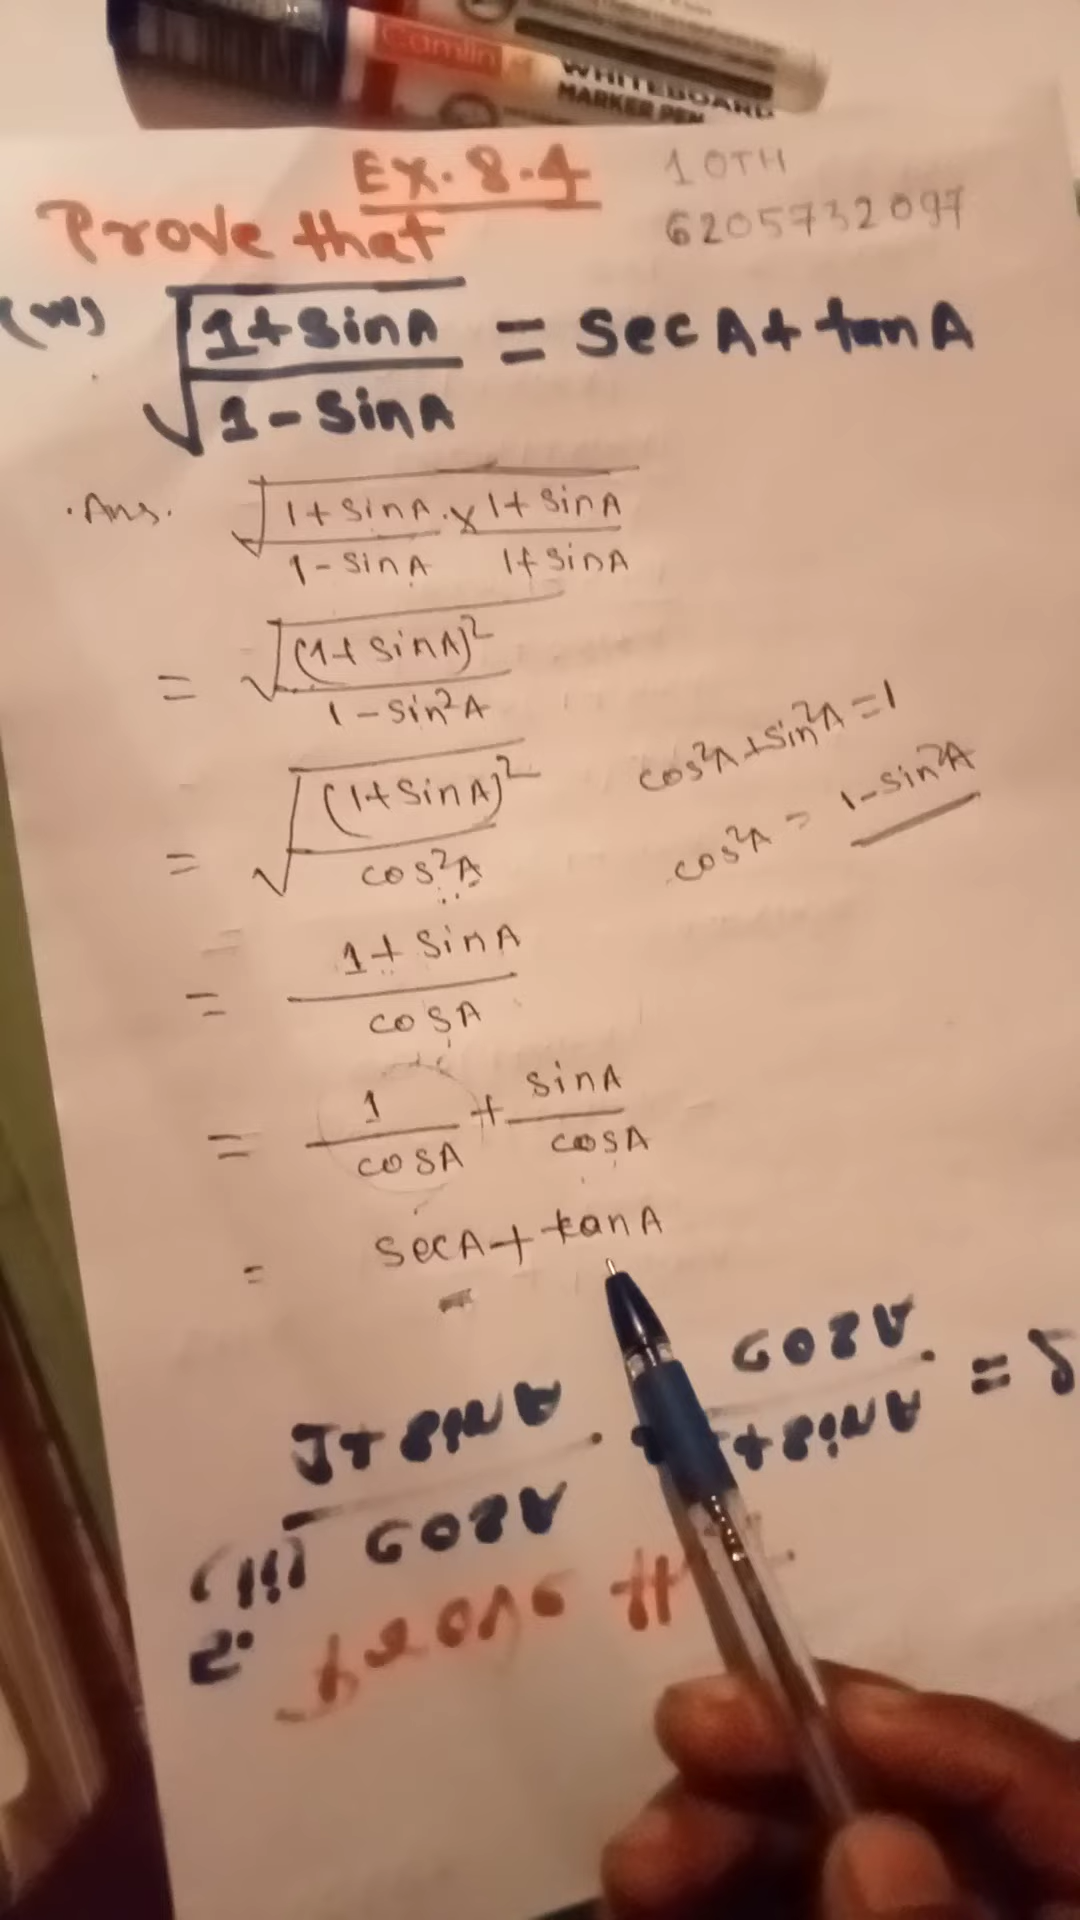 Camlin
WHITEBOARD
MARKER PEN
Ex. 8.4
10TH
Prove that
6205732097
√(1+sinA / 1-sinA) = secA + tanA
Ans. √(1+sinA / 1-sinA × 1+sinA / 1+sinA)
= √((1+sinA)² / 1-sin²A)
cos²A+sin²A=1
= √((1+sinA)² / cos²A)
cos²A = 1-sin²A
= 1+sinA / cosA
= 1 / cosA + sinA / cosA
= secA + tanA